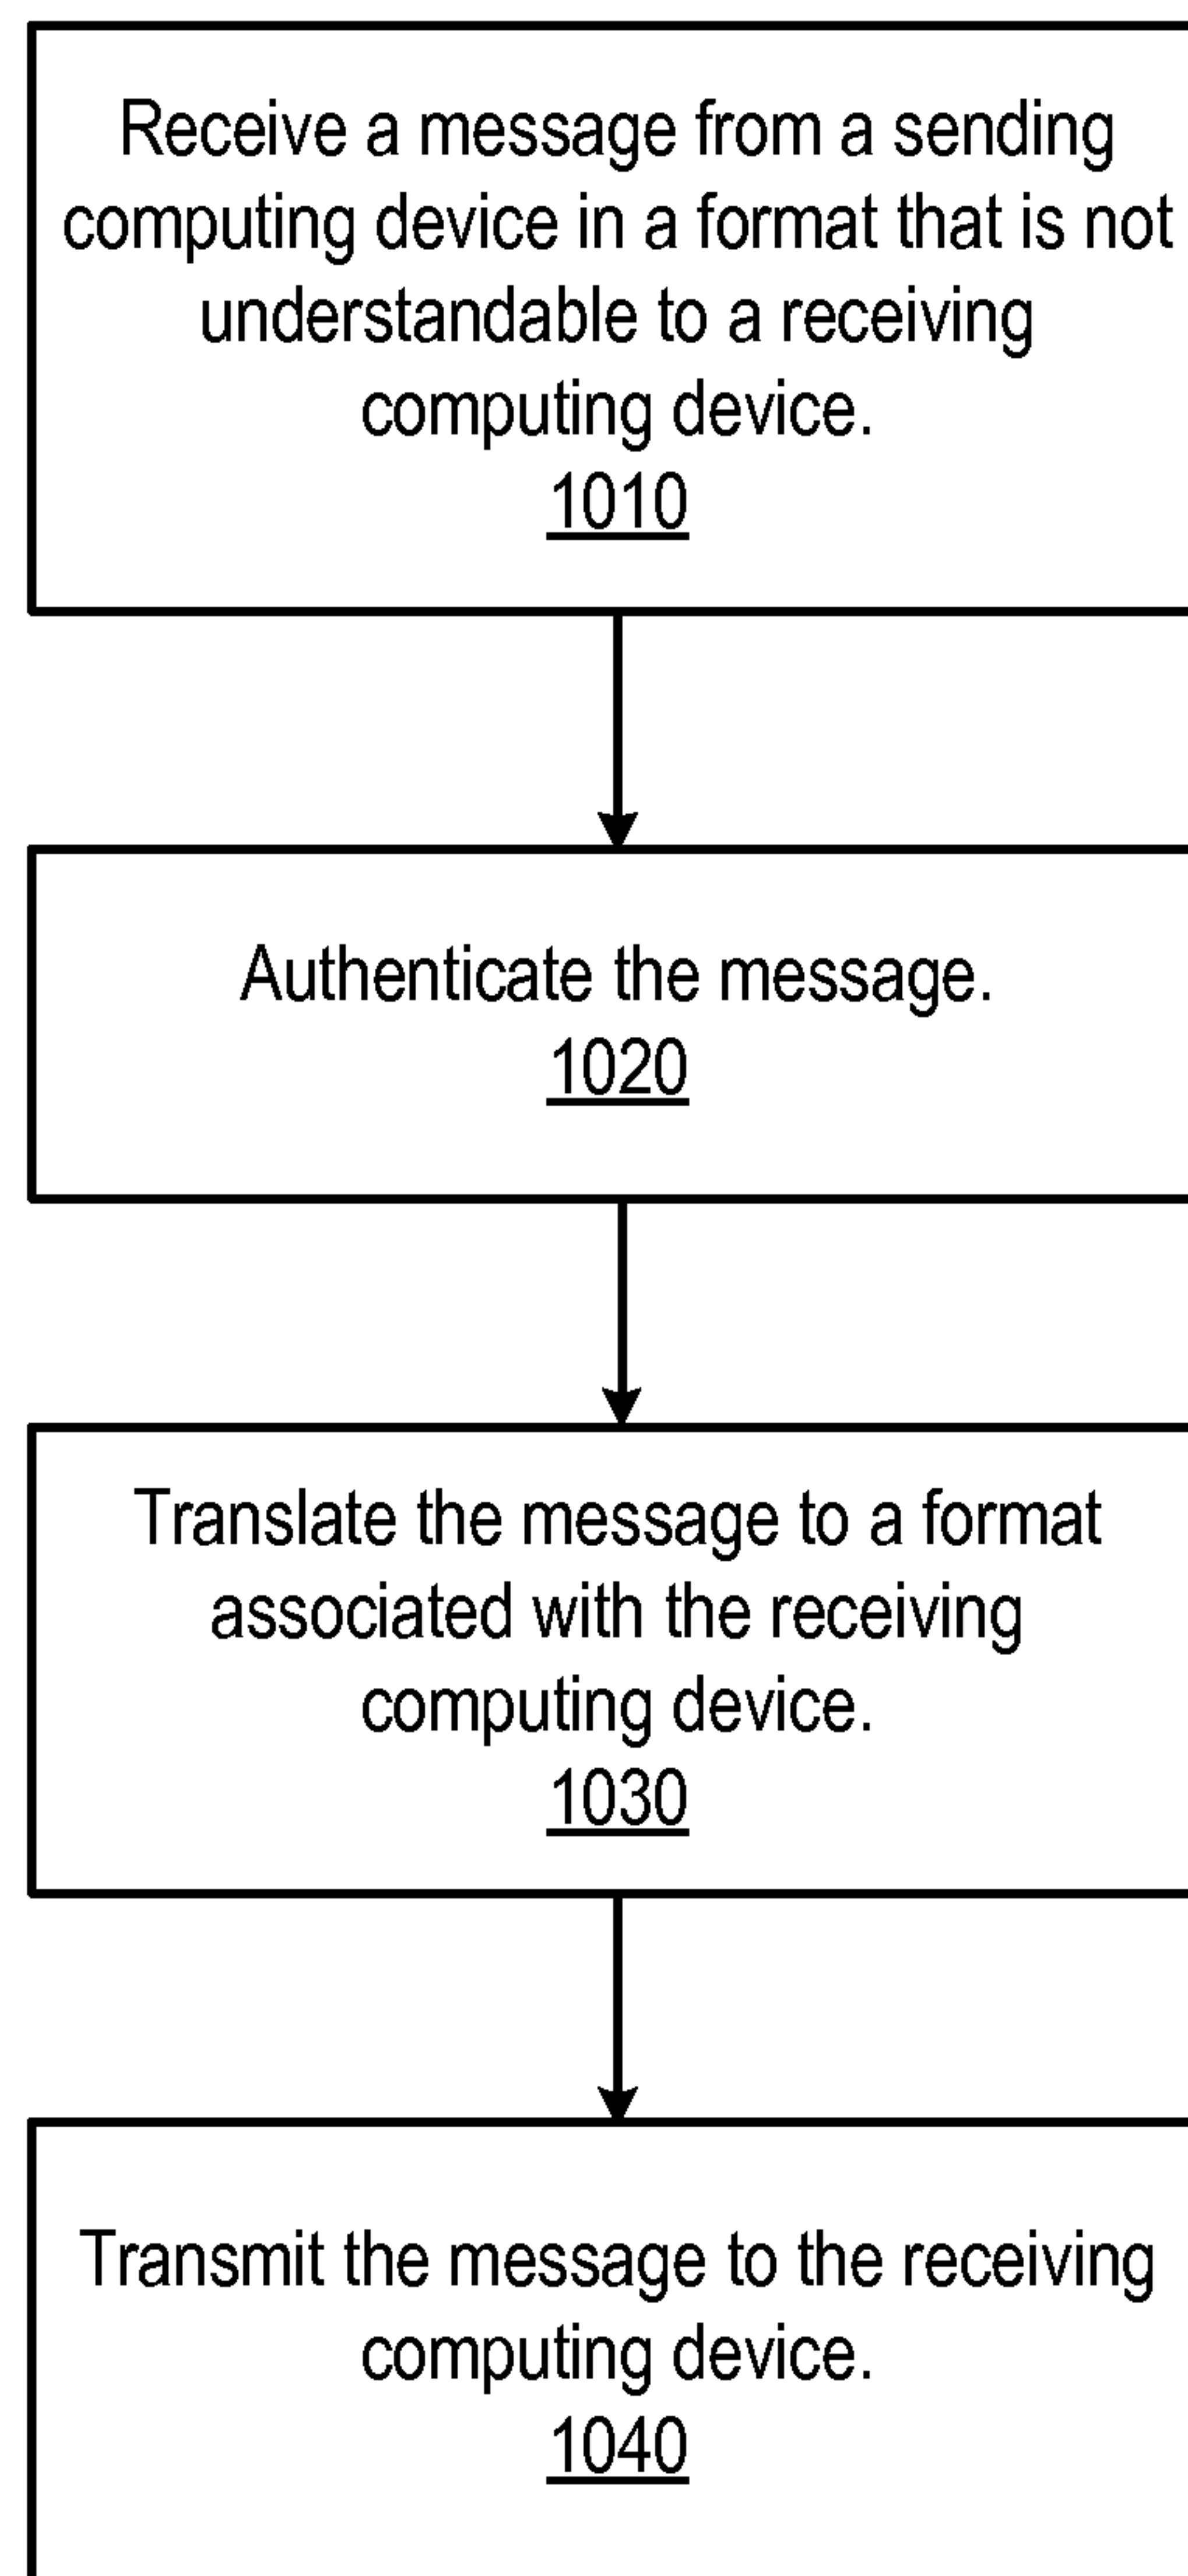 Receive a message from a sending
computing device in a format that is not
understandable to a receiving
computing device.
1010
Authenticate the message.
1020
Translate the message to a format
associated with the receiving
computing device.
1030
Transmit the message to the receiving
computing device.
1040